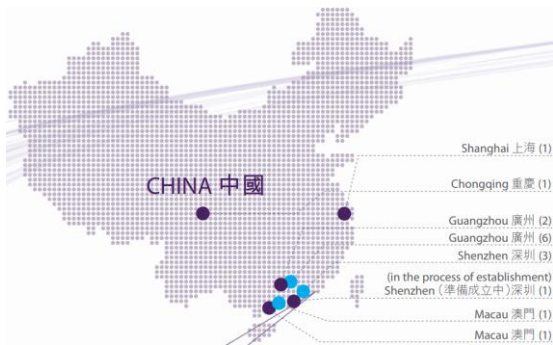 CHINA 中國
Shanghai 上海 (1)
Chongqing 重慶 (1)
Guangzhou 廣州 (2)
Guangzhou 廣州 (6)
Shenzhen 深圳 (3)
(in the process of establishment)
Shenzhen (準備成立中) 深圳 (1)
Macau 澳門 (1)
Macau 澳門 (1)